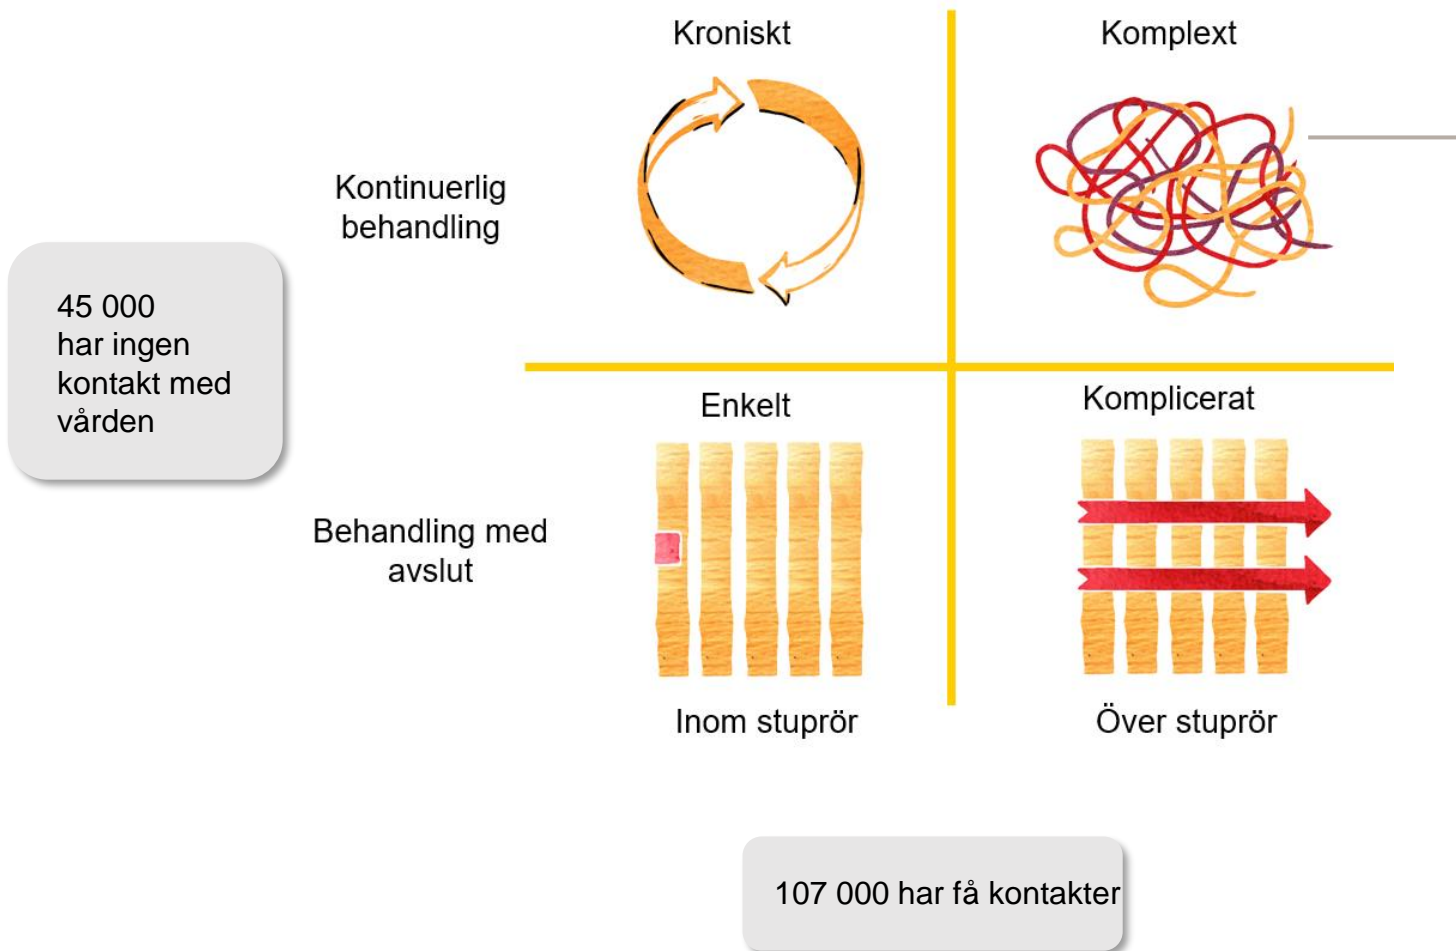 Kroniskt
Komplext
Kontinuerlig
behandling
45 000
har ingen
kontakt med
vården
Enkelt
Komplicerat
Behandling med
avslut
Inom stuprör
Över stuprör
107 000 har få kontakter